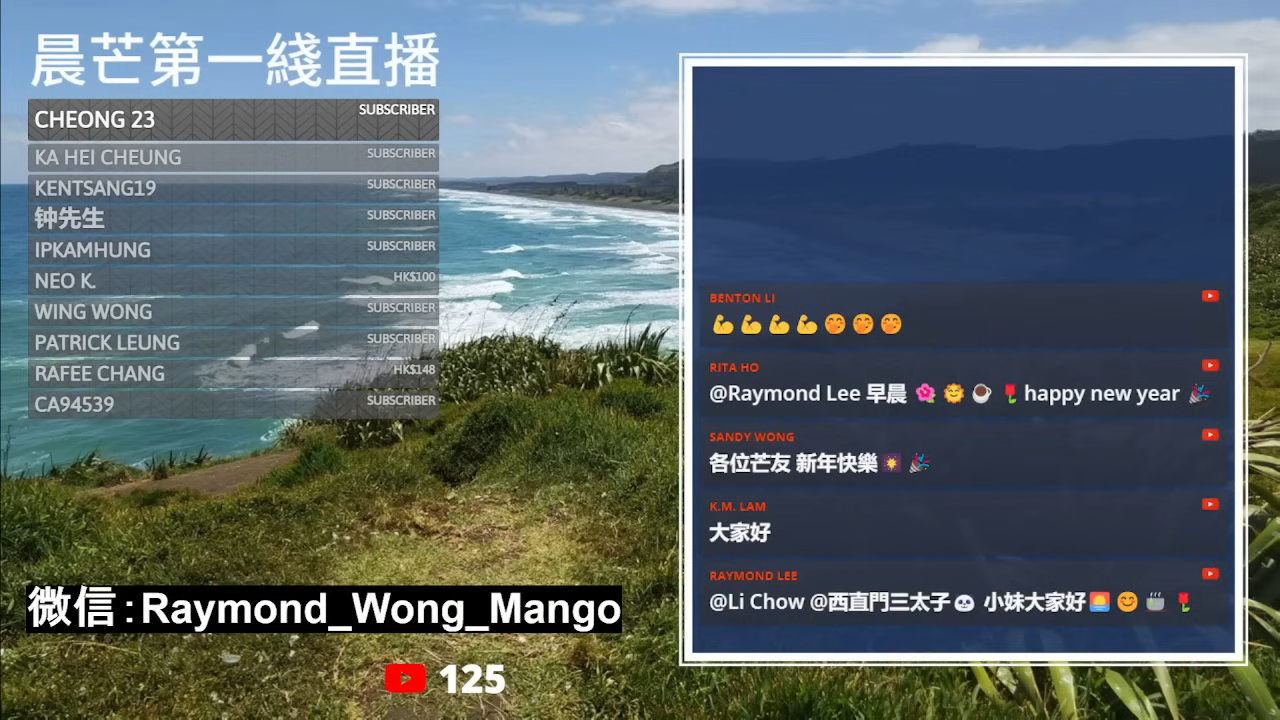 晨芒第一綫直播
CHEONG 23 SUBSCRIBER
KA HEI CHEUNG SUBSCRIBER
KENTSANG19 SUBSCRIBER
钟先生 SUBSCRIBER
IPKAMHUNG SUBSCRIBER
NEO K. HK$100
WING WONG SUBSCRIBER
PATRICK LEUNG SUBSCRIBER
RAFEE CHANG HK$148
CA94539 SUBSCRIBER
BENTON LI
💪💪💪💪🤭🤭🤭
RITA HO
@Raymond Lee 早晨 🌺 🌞 ☕ 🌷 happy new year 🎉
SANDY WONG
各位芒友 新年快樂🎇 🎉
K.M. LAM
大家好
RAYMOND LEE
@Li Chow @西直門三太子💀 小妹大家好🌅 😊 🍵 🌷
微信:Raymond_Wong_Mango
125